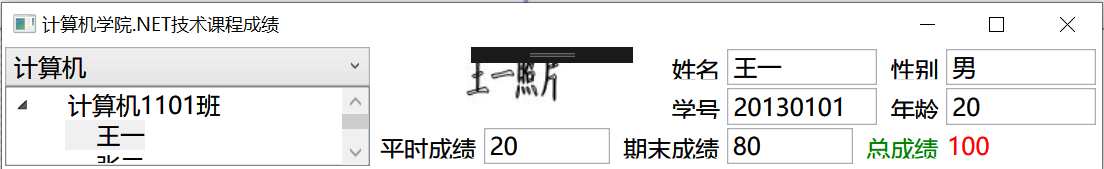 计算机学院.NET技术课程成绩
计算机
计算机1101班
王一
王一照片
姓名 王一 性别 男
学号 20130101 年龄 20
平时成绩 20 期末成绩 80 总成绩 100